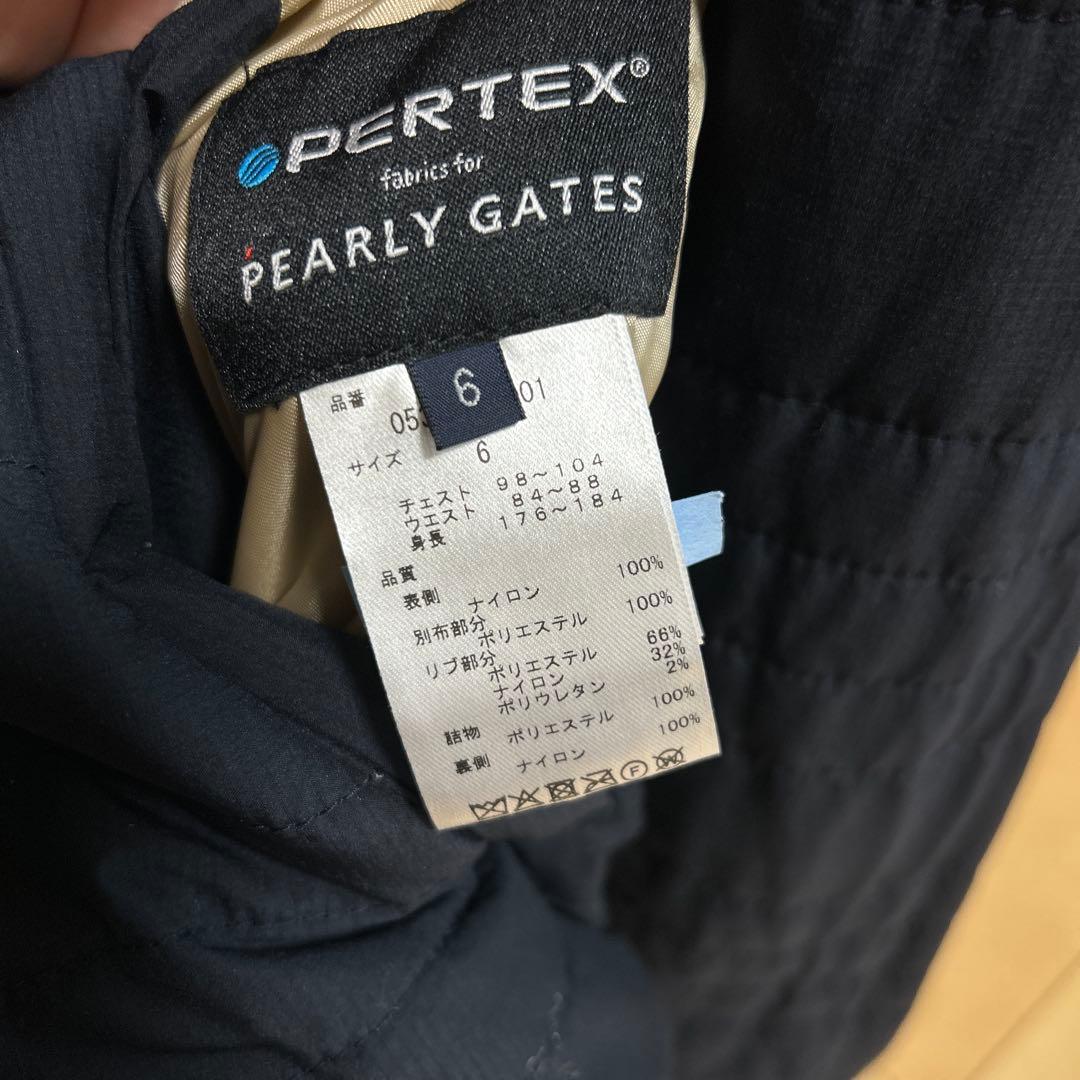 PERTEX®
fabrics for
PEARLY GATES
6
品番
053 01
サイズ 6
チェスト 98～104
ウエスト 84～88
身長 176～184
品質
表側 ナイロン 100%
別布部分 ポリエステル 100%
リブ部分 ポリエステル 66%
ナイロン 32%
ポリウレタン 2%
詰物 ポリエステル 100%
裏側 ナイロン 100%
F W